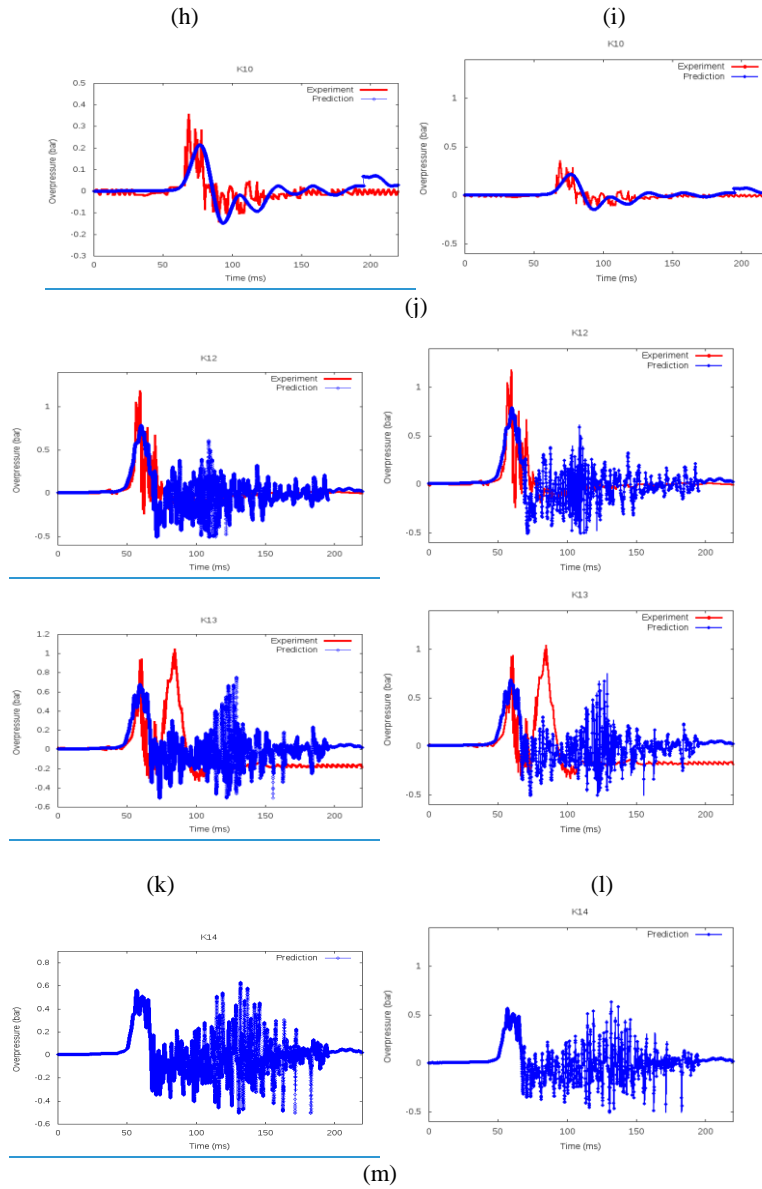 (h) (i)
K10
Experiment
Prediction
0.5
0.4
0.3
0.2
0.1
0
-0.1
-0.2
-0.3
Overpressure (bar)
0 50 100 150 200
Time (ms)
K10
Experiment
Prediction
1
0.5
0
-0.5
Overpressure (bar)
0 50 100 150 200
Time (ms)
(j)
K12
Experiment
Prediction
1
0.5
0
-0.5
Overpressure (bar)
0 50 100 150 200
Time (ms)
K12
Experiment
Prediction
1
0.5
0
-0.5
Overpressure (bar)
0 50 100 150 200
Time (ms)
K13
Experiment
Prediction
1.2
1
0.8
0.6
0.4
0.2
0
-0.2
-0.4
-0.6
Overpressure (bar)
0 50 100 150 200
Time (ms)
K13
Experiment
Prediction
1
0.5
0
-0.5
Overpressure (bar)
0 50 100 150 200
Time (ms)
(k) (l)
K14
Prediction
0.8
0.6
0.4
0.2
0
-0.2
-0.4
-0.6
Overpressure (bar)
0 50 100 150 200
Time (ms)
K14
Prediction
1
0.5
0
-0.5
Overpressure (bar)
0 50 100 150 200
Time (ms)
(m)